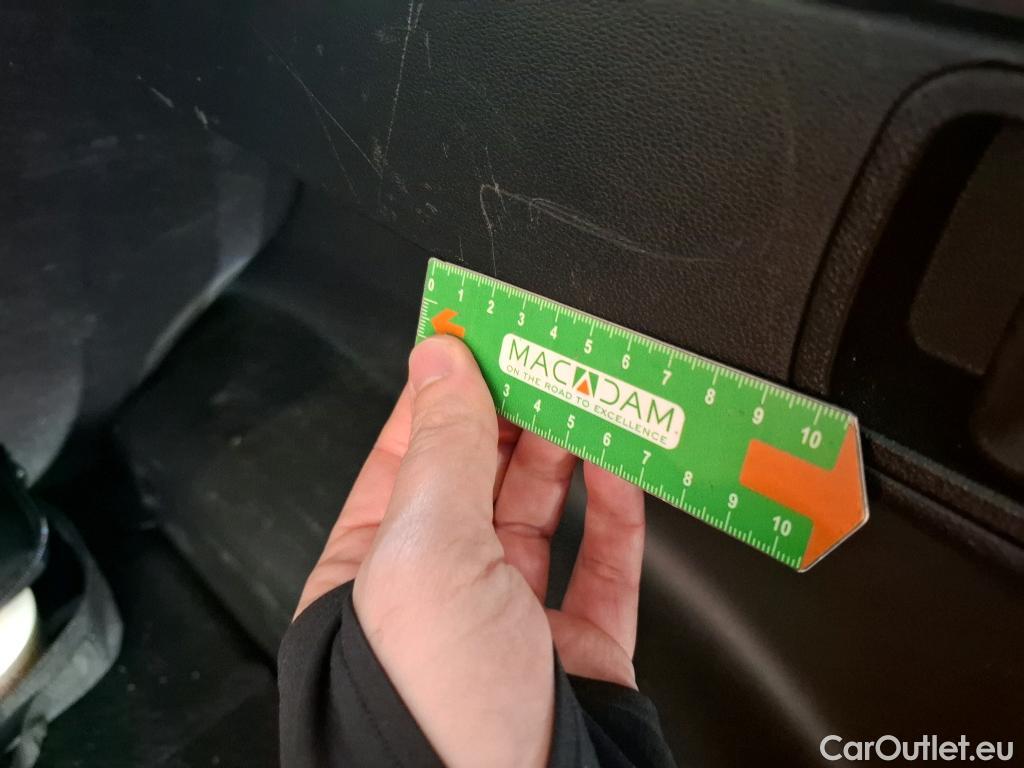 0 1 2 3 4 5 6 7 8 9 10
MACADAM
ON THE ROAD TO EXCELLENCE
3 4 5 6 7 8 9 10
CarOutlet.eu